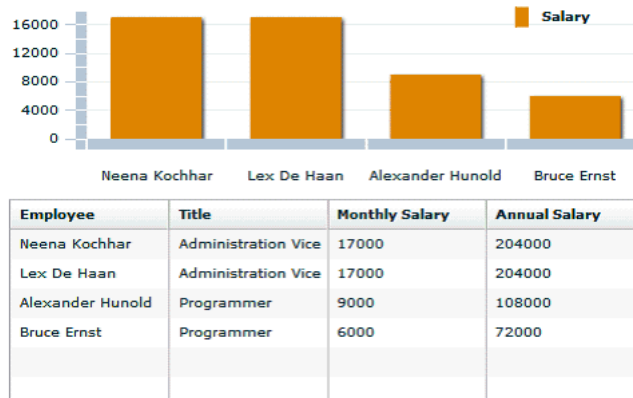 16000
Salary
12000
8000
4000
0
Neena Kochhar Lex De Haan Alexander Hunold Bruce Ernst
Employee Title Monthly Salary Annual Salary
Neena Kochhar Administration Vice 17000 204000
Lex De Haan Administration Vice 17000 204000
Alexander Hunold Programmer 9000 108000
Bruce Ernst Programmer 6000 72000